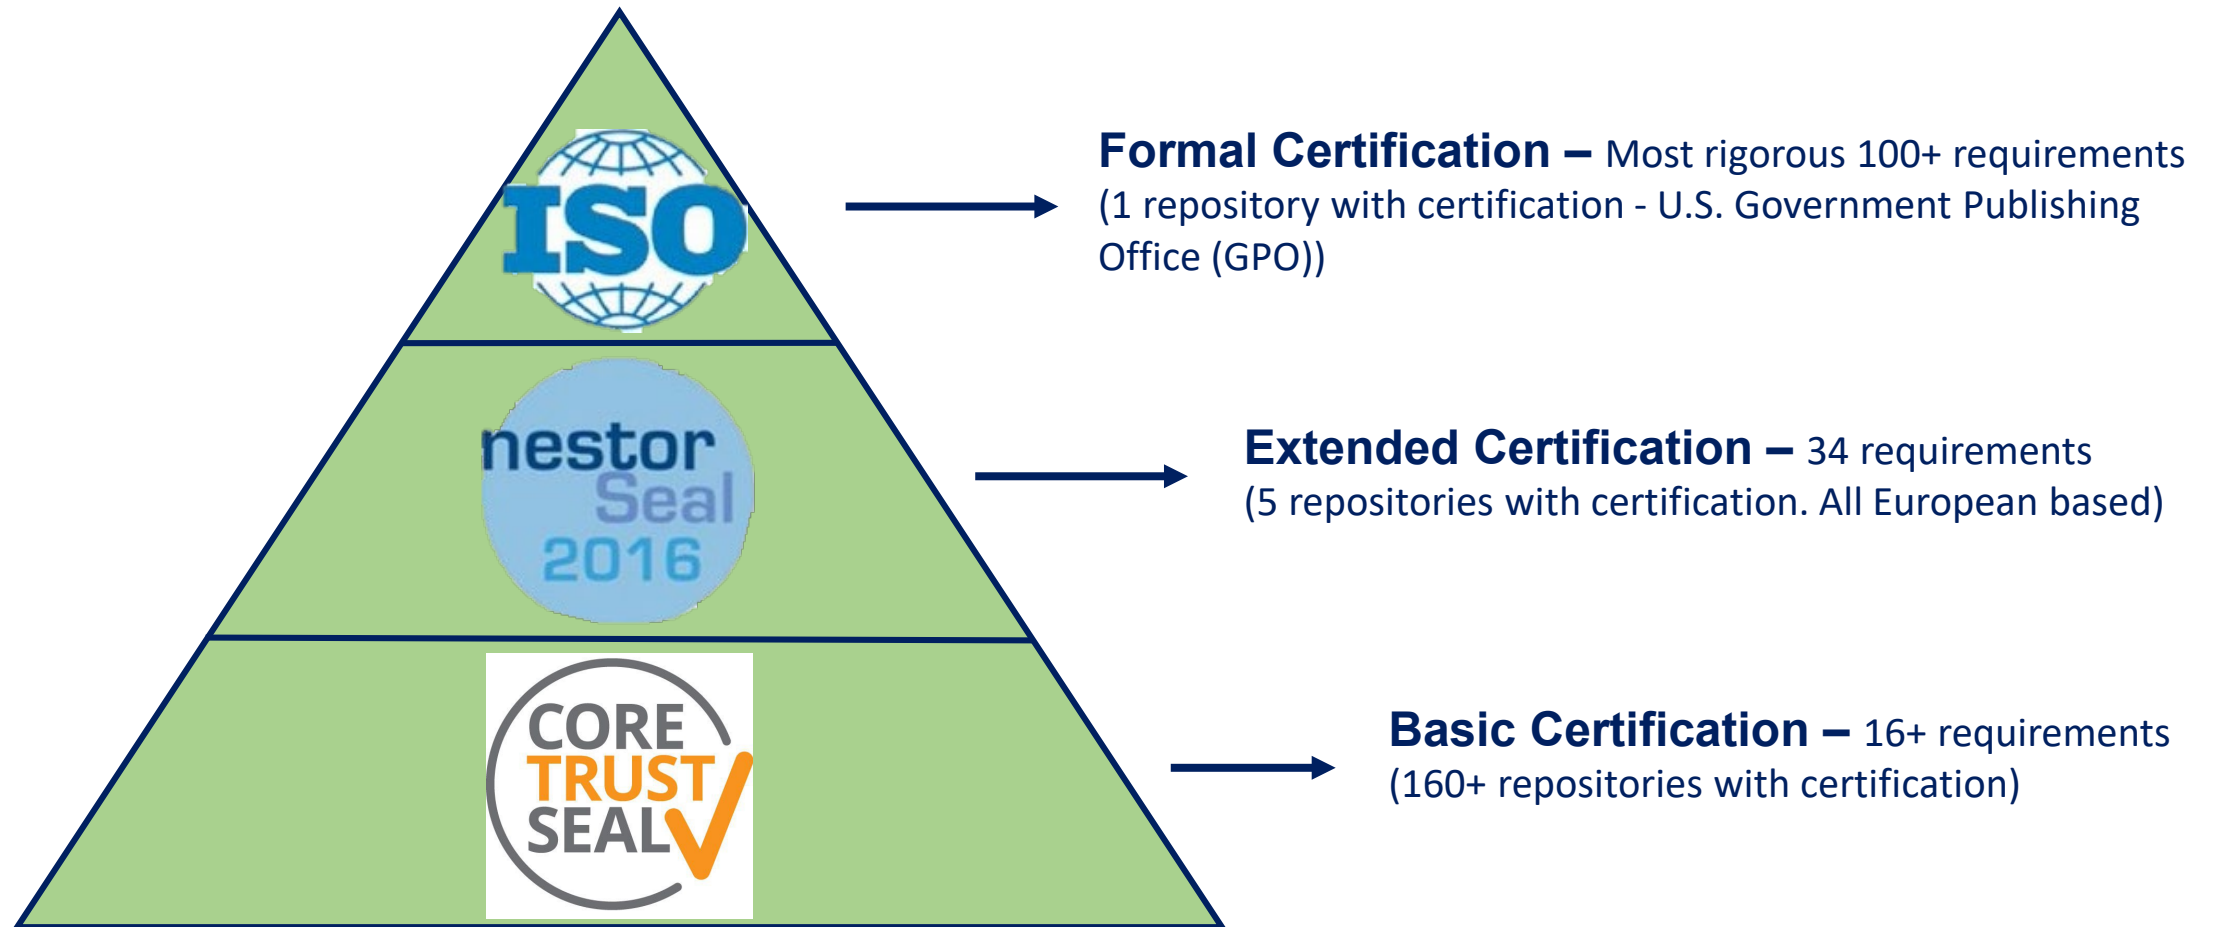 ISO
Formal Certification – Most rigorous 100+ requirements
(1 repository with certification - U.S. Government Publishing
Office (GPO))
nestor
Seal
2016
Extended Certification – 34 requirements
(5 repositories with certification. All European based)
CORE
TRUST
SEAL
Basic Certification – 16+ requirements
(160+ repositories with certification)